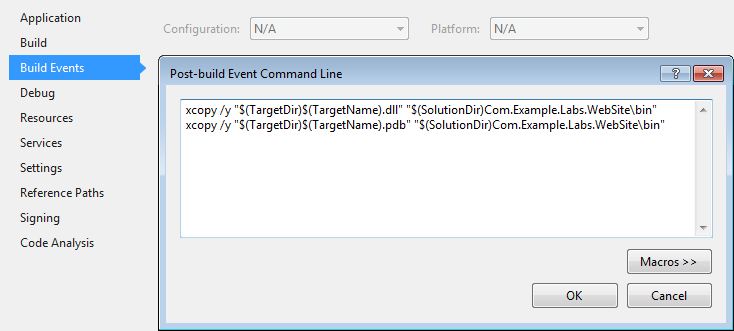 Application
Build
Build Events
Debug
Resources
Services
Settings
Reference Paths
Signing
Code Analysis
Configuration: N/A Platform: N/A
Post-build Event Command Line
xcopy /y "$(TargetDir)$(TargetName).dll" "$(SolutionDir)Com.Example.Labs.WebSite\bin"
xcopy /y "$(TargetDir)$(TargetName).pdb" "$(SolutionDir)Com.Example.Labs.WebSite\bin"
Macros >>
OK Cancel